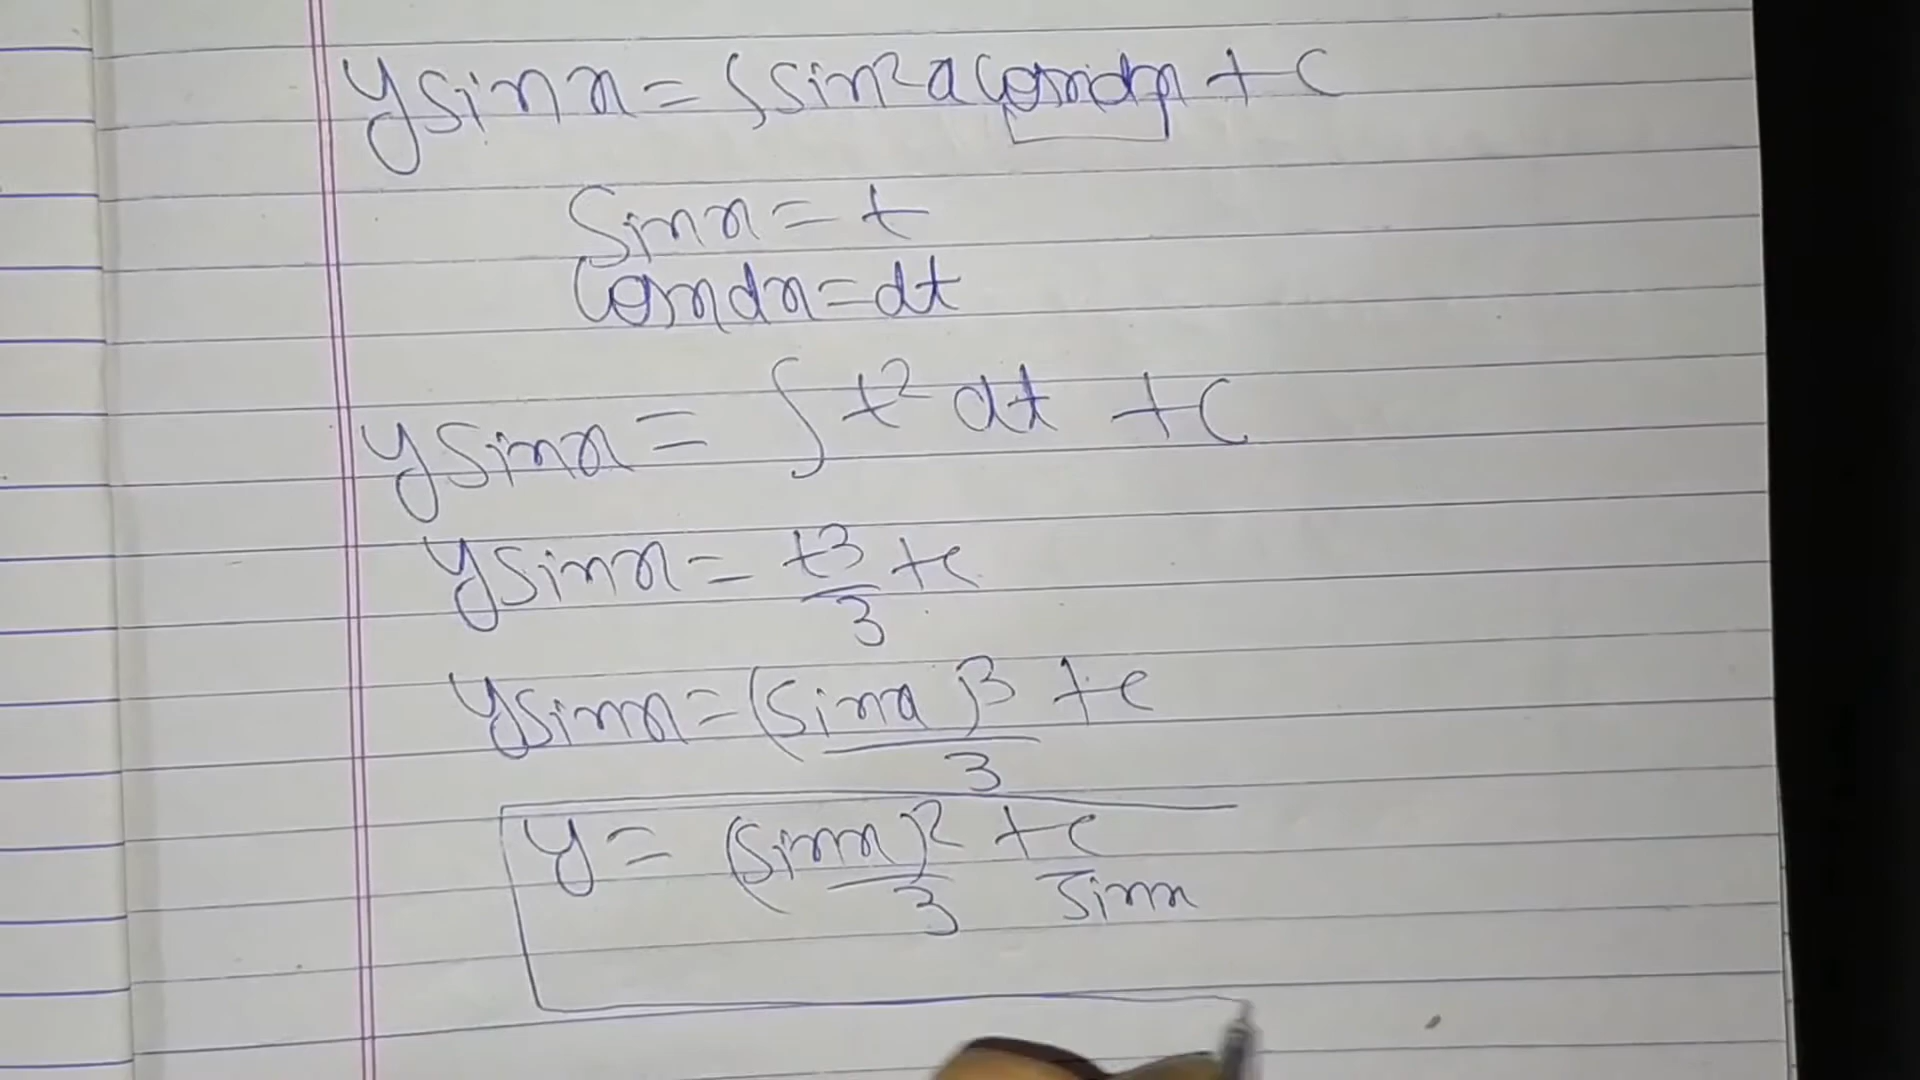 y sin x = ∫ sin² x cos x dx + c
sin x = t
cos x dx = dt
y sin x = ∫ t² dt + c
y sin x = t³/3 + c
y sin x = (sin x)³/3 + c
y = (sin x)²/3 + c/sin x